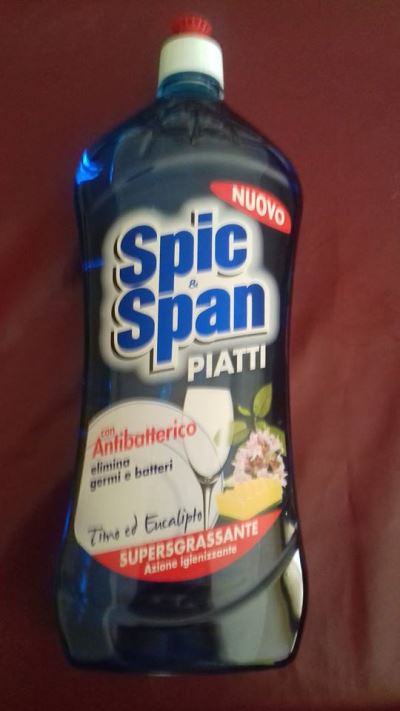 NUOVO
Spic
&
Span
PIATTI
con
Antibatterico
elimina
germi e batteri
Timo ed Eucalipto
SUPERSGRASSANTE
Azione igienizzante